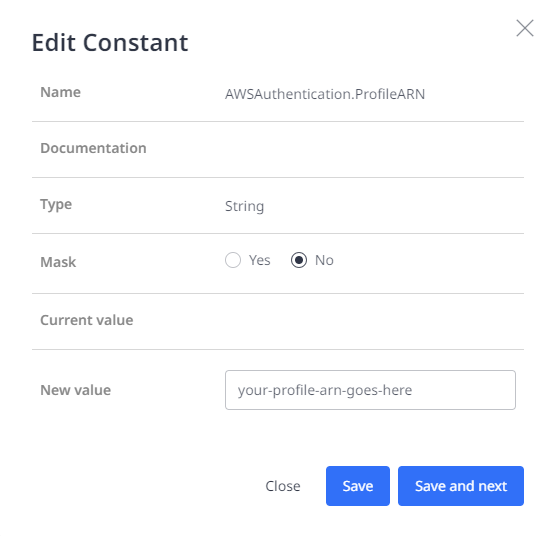 Edit Constant
Name AWSAuthentication.ProfileARN
Documentation
Type String
Mask Yes No
Current value
New value your-profile-arn-goes-here
Close Save Save and next